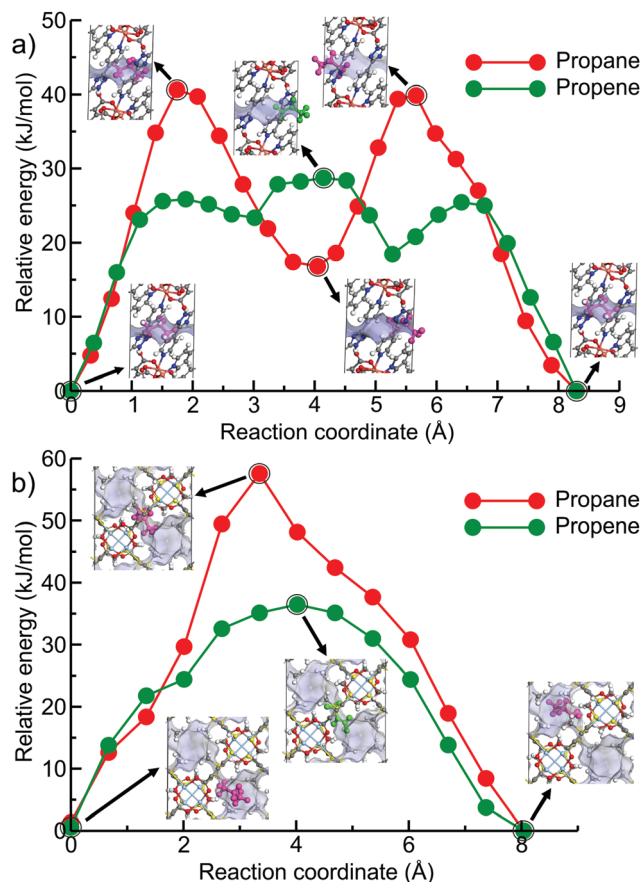 a)
Relative energy (kJ/mol)
50
40
30
20
10
0
Propane
Propene
0 1 2 3 4 5 6 7 8 9
Reaction coordinate (Å)
b)
Relative energy (kJ/mol)
60
50
40
30
20
10
0
Propane
Propene
0 2 4 6 8
Reaction coordinate (Å)